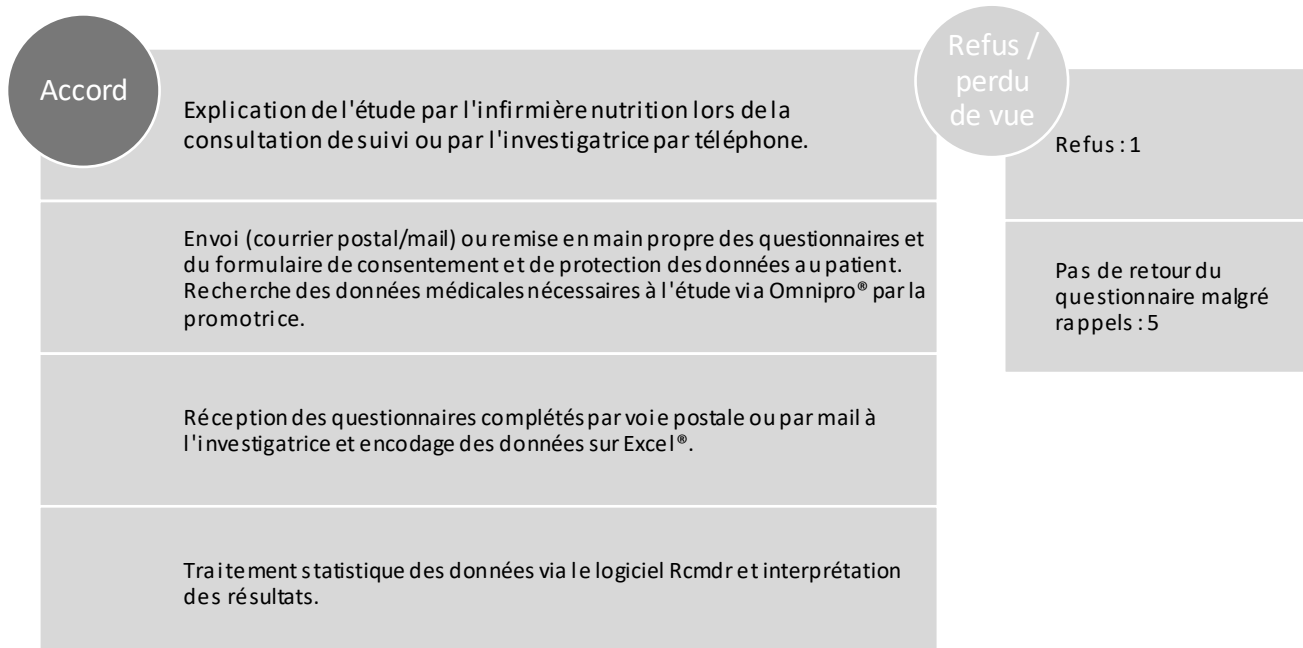 Accord
Explication de l'étude par l'infirmière nutrition lors de la
consultation de suivi ou par l'investigatrice par téléphone.
Envoi (courrier postal/mail) ou remise en main propre des questionnaires et
du formulaire de consentement et de protection des données au patient.
Recherche des données médicales nécessaires à l'étude via Omnipro® par la
promotrice.
Réception des questionnaires complétés par voie postale ou par mail à
l'investigatrice et encodage des données sur Excel®.
Traitement statistique des données via le logiciel Rcmdr et interprétation
des résultats.
Refus /
perdu
de vue
Refus : 1
Pas de retour du
questionnaire malgré
rappels : 5